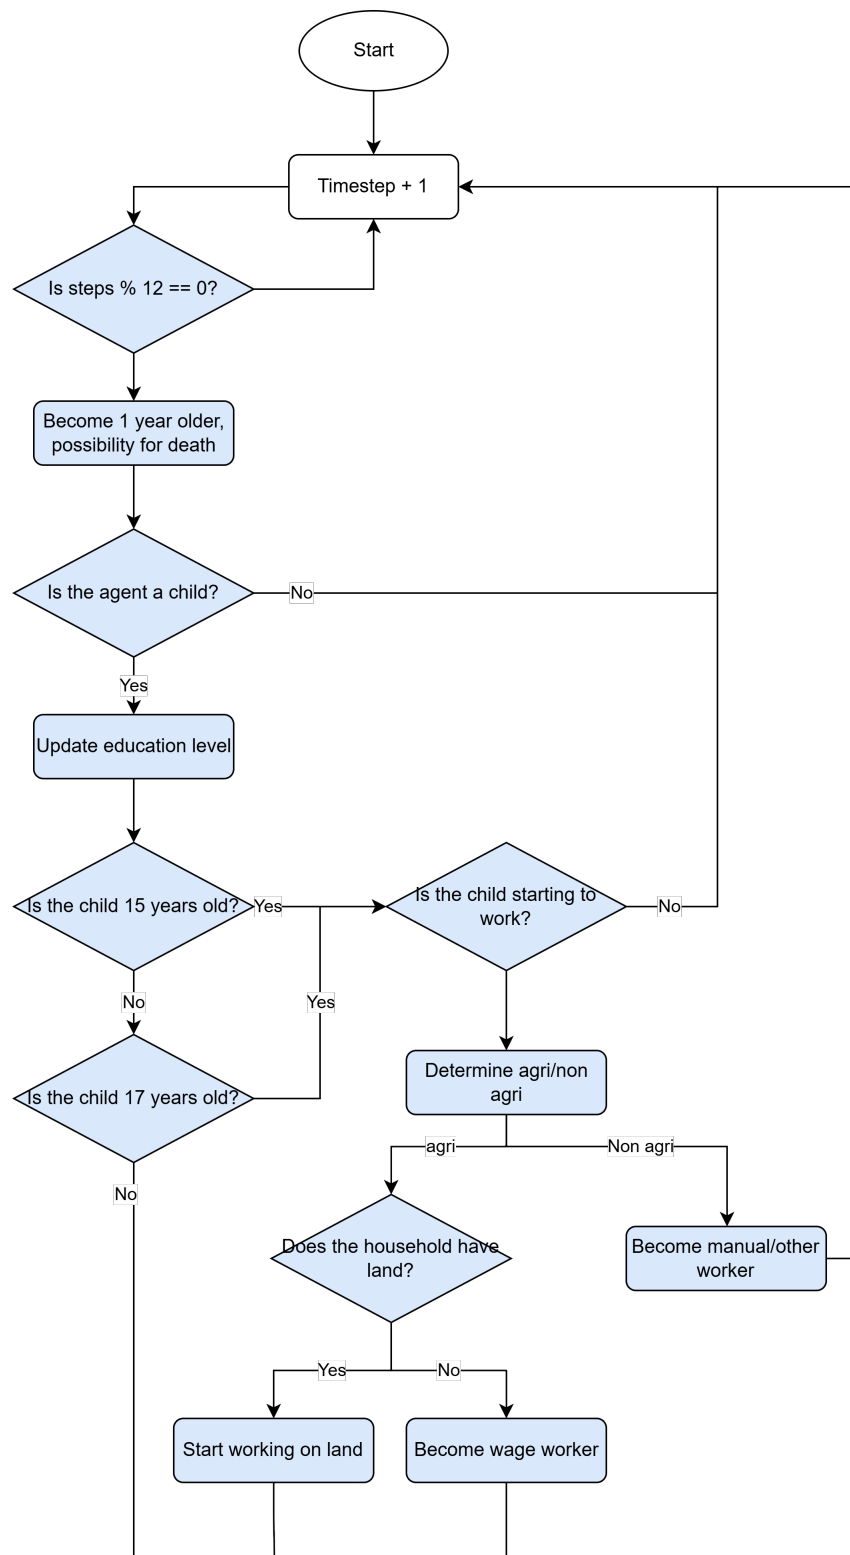 Start
Timestep + 1
Is steps % 12 == 0?
Become 1 year older,
possibility for death
Is the agent a child?
No
Yes
Update education level
Is the child 15 years old?
Yes
Is the child starting to
work?
No
No
Yes
Is the child 17 years old?
Determine agri/non
agri
agri
Non agri
No
Does the household have
land?
Become manual/other
worker
Yes
No
Start working on land
Become wage worker